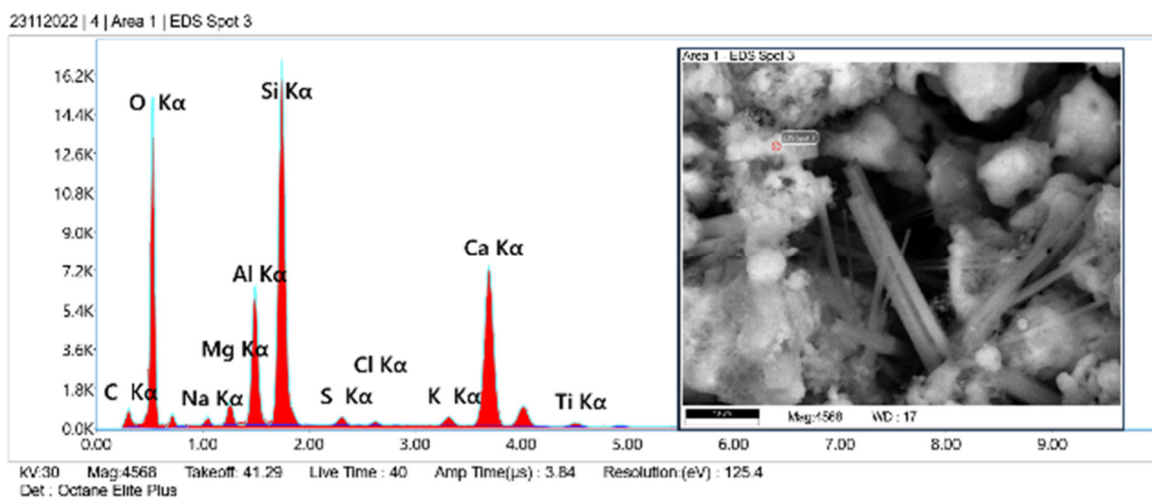 23112022 | 4 | Area 1 | EDS Spot 3
Area 1 - EDS Spot 3
16.2K
14.4K
12.6K
10.8K
9.0K
7.2K
5.4K
3.6K
1.8K
0.0K
O Kα
Si Kα
Al Kα
Ca Kα
Mg Kα
Cl Kα
C Kα
Na Kα
S Kα
K Kα
Ti Kα
EDS Spot 3
Mag:4568 WD : 17
0.00 1.00 2.00 3.00 4.00 5.00 6.00 7.00 8.00 9.00
KV:30 Mag:4568 Takeoff: 41.29 Live Time : 40 Amp Time(μs) : 3.84 Resolution:(eV) : 125.4
Det : Octane Elite Plus